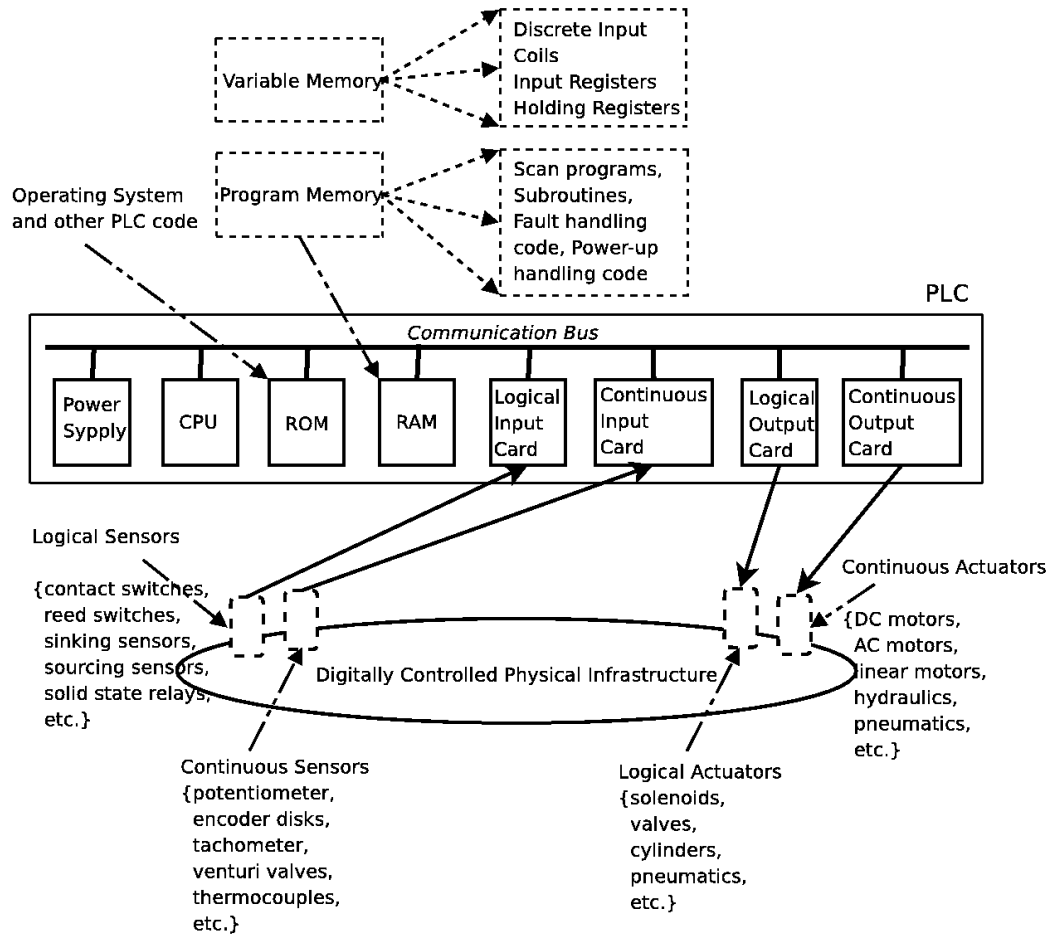 Variable Memory
Discrete Input
Coils
Input Registers
Holding Registers
Program Memory
Scan programs,
Subroutines,
Fault handling
code, Power-up
handling code
Operating System
and other PLC code
PLC
Communication Bus
Power
Sypply
CPU
ROM
RAM
Logical
Input
Card
Continuous
Input
Card
Logical
Output
Card
Continuous
Output
Card
Logical Sensors
{contact switches,
reed switches,
sinking sensors,
sourcing sensors,
solid state relays,
etc.}
Continuous Actuators
{DC motors,
AC motors,
linear motors,
hydraulics,
pneumatics,
etc.}
Digitally Controlled Physical Infrastructure
Continuous Sensors
{potentiometer,
encoder disks,
tachometer,
venturi valves,
thermocouples,
etc.}
Logical Actuators
{solenoids,
valves,
cylinders,
pneumatics,
etc.}